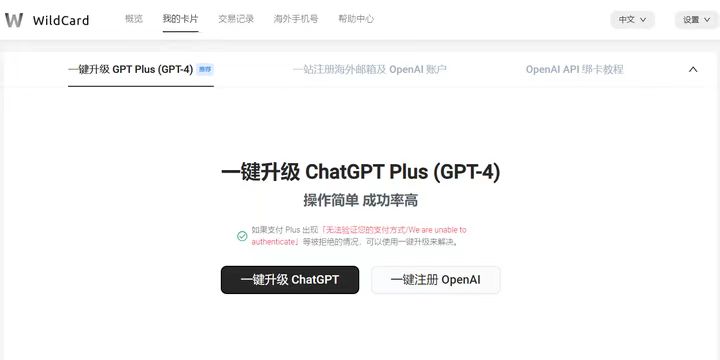 W WildCard 概览 我的卡片 交易记录 海外手机号 帮助中心 中文 设置
一键升级 GPT Plus (GPT-4) 推荐 一站注册海外邮箱及 OpenAI 账户 OpenAI API 绑卡教程
一键升级 ChatGPT Plus (GPT-4)
操作简单 成功率高
如果支付 Plus 出现「无法验证您的支付方式/We are unable to
authenticate」等被拒绝的情况，可以使用一键升级来解决。
一键升级 ChatGPT 一键注册 OpenAI